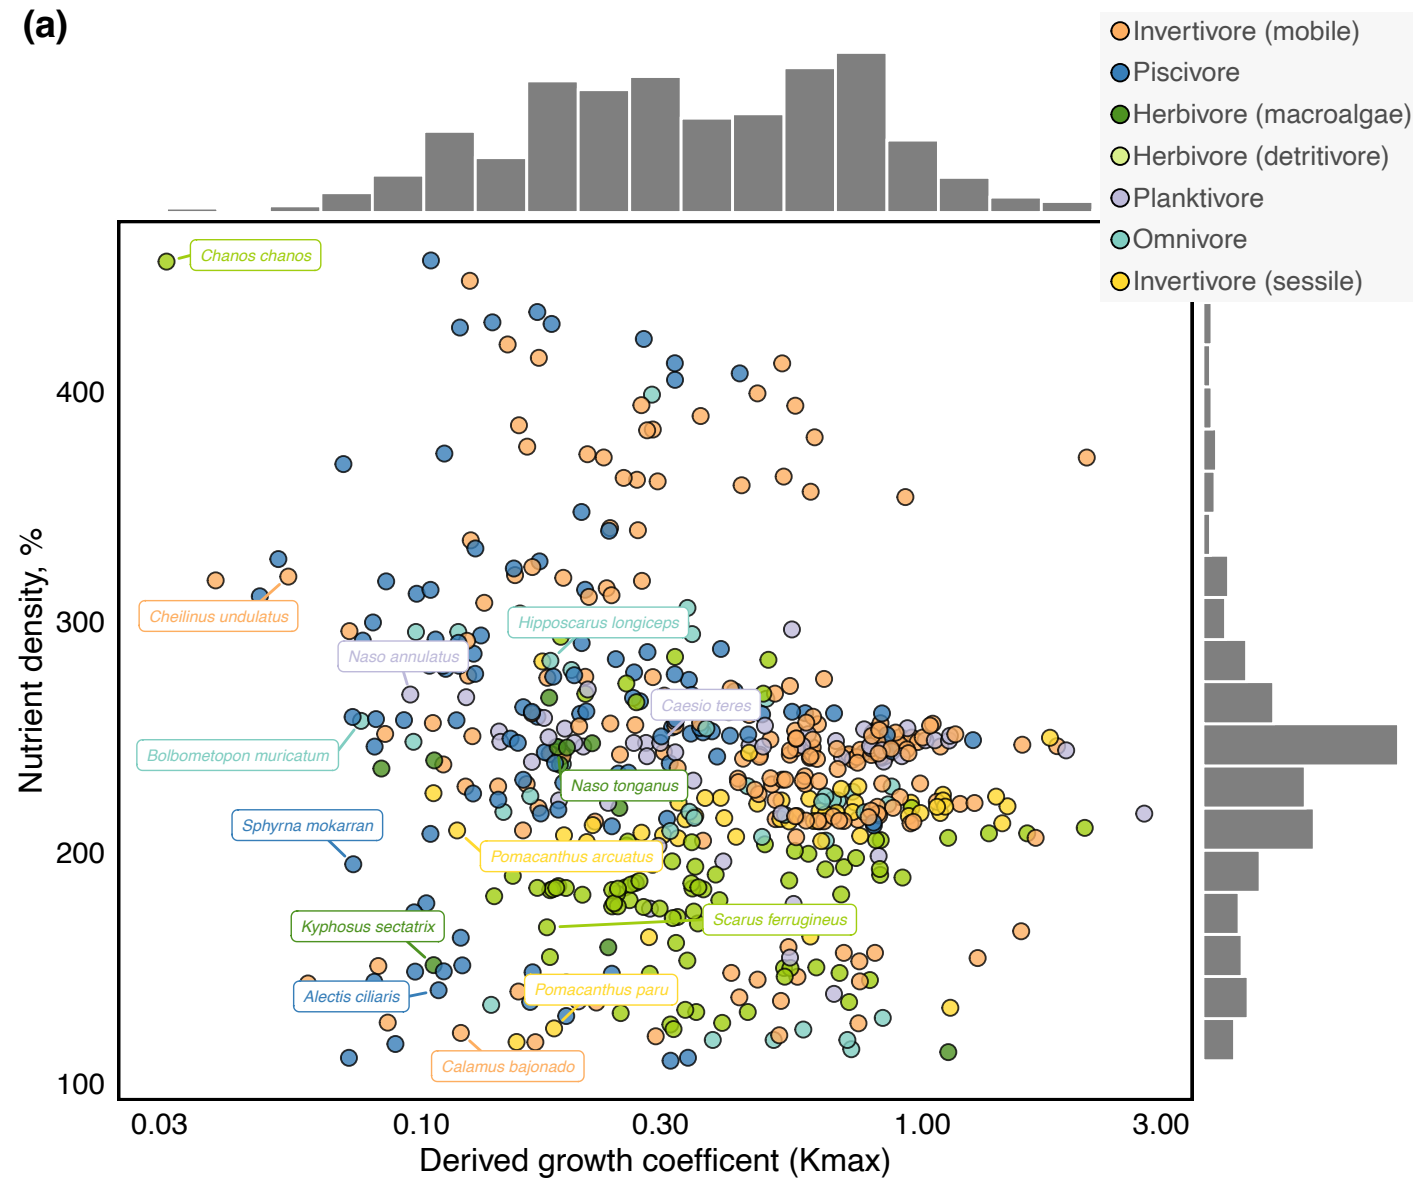 (a)
Invertivore (mobile)
Piscivore
Herbivore (macroalgae)
Herbivore (detritivore)
Planktivore
Omnivore
Invertivore (sessile)
Chanos chanos
400
Cheilinus undulatus
300
Hipposcarus longiceps
Naso annulatus
Caesio teres
Nutrient density, %
Bolbometopon muricatum
Naso tonganus
Sphyrna mokarran
200
Pomacanthus arcuatus
Scarus ferrugineus
Kyphosus sectatrix
Alectis ciliaris
Pomacanthus paru
Calamus bajonado
100
0.03
0.10
0.30
1.00
3.00
Derived growth coefficent (Kmax)